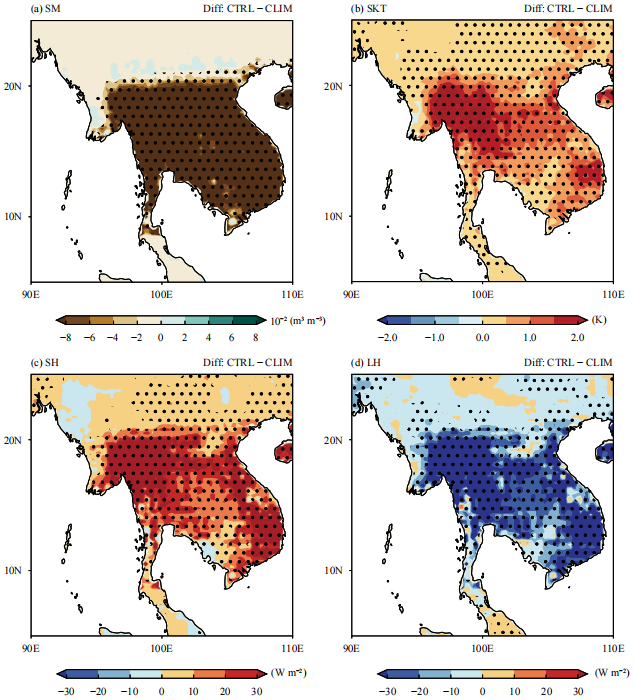 (a) SM Diff: CTRL − CLIM
20N
10N
90E 100E 110E
−8 −6 −4 −2 0 2 4 6 8 10⁻² (m³ m⁻³)
(b) SKT Diff: CTRL − CLIM
20N
10N
90E 100E 110E
−2.0 −1.0 0.0 1.0 2.0 (K)
(c) SH Diff: CTRL − CLIM
20N
10N
90E 100E 110E
−30 −20 −10 0 10 20 30 (W m⁻²)
(d) LH Diff: CTRL − CLIM
20N
10N
90E 100E 110E
−30 −20 −10 0 10 20 30 (W m⁻²)